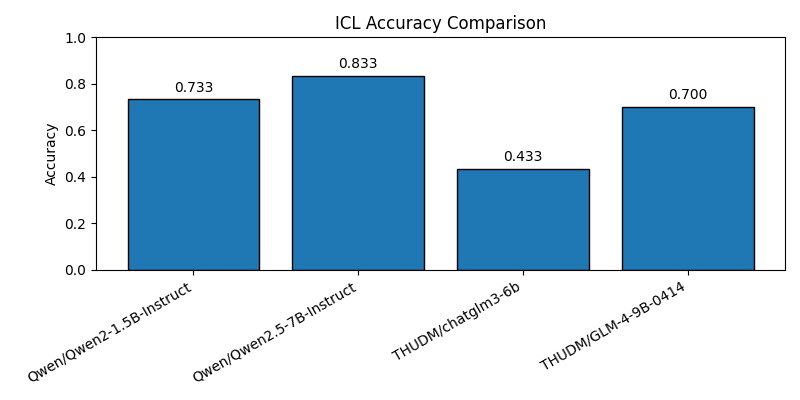 ICL Accuracy Comparison
Accuracy
1.0
0.8
0.6
0.4
0.2
0.0
0.733
0.833
0.433
0.700
Qwen/Qwen2-1.5B-Instruct
Qwen/Qwen2.5-7B-Instruct
THUDM/chatglm3-6b
THUDM/GLM-4-9B-0414